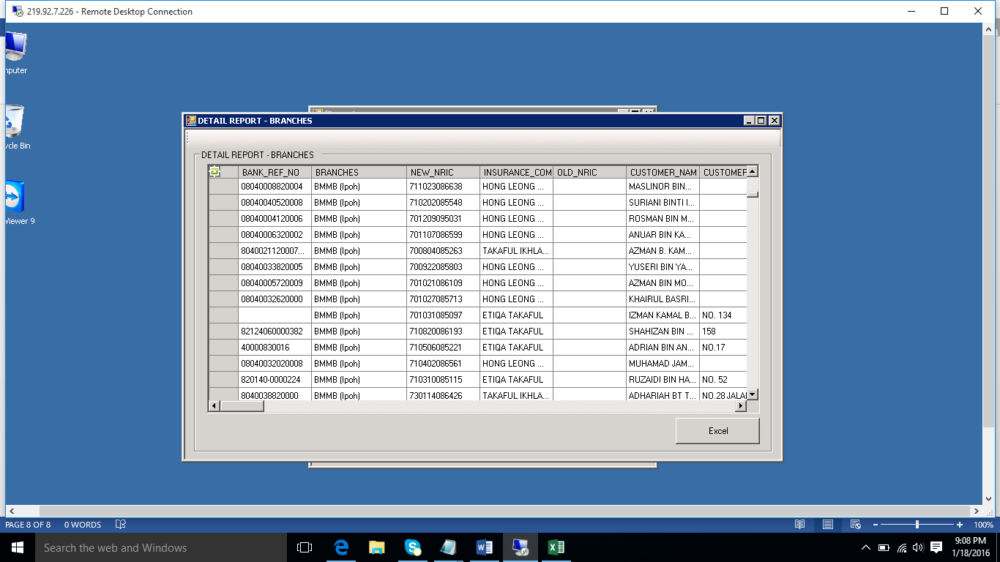 219.92.7.226 - Remote Desktop Connection
mputer
ycle Bin
Viewer 9
DETAIL REPORT - BRANCHES
DETAIL REPORT - BRANCHES
BANK_REF_NO BRANCHES NEW_NRIC INSURANCE_COM OLD_NRIC CUSTOMER_NAM CUSTOMER
08040008820004 BMMB (Ipoh) 711023086638 HONG LEONG ... MASLINOR BIN...
08040040520008 BMMB (Ipoh) 710202085548 HONG LEONG ... SURIANI BINTI I...
08040004120006 BMMB (Ipoh) 701209095031 HONG LEONG ... ROSMAN BIN M...
08040006320002 BMMB (Ipoh) 701107086599 HONG LEONG ... ANUAR BIN KA...
8040021120007... BMMB (Ipoh) 700804085263 TAKAFUL IKHLA... AZMAN B. KAM...
08040033820005 BMMB (Ipoh) 700922085803 HONG LEONG ... YUSERI BIN YA...
08040005720009 BMMB (Ipoh) 701021086109 HONG LEONG ... AZMAN BIN MO...
08040032620000 BMMB (Ipoh) 701027085713 HONG LEONG ... KHAIRUL BASRI...
BMMB (Ipoh) 701031085097 ETIQA TAKAFUL IZMAN KAMAL B... NO. 134
82124060000382 BMMB (Ipoh) 710820086193 ETIQA TAKAFUL SHAHIZAN BIN ... 158
40000830016 BMMB (Ipoh) 710506085221 ETIQA TAKAFUL ADRIAN BIN AN... NO.17
08040032020008 BMMB (Ipoh) 710402086561 HONG LEONG ... MUHAMAD JAM...
820140-0000224 BMMB (Ipoh) 710310085115 ETIQA TAKAFUL RUZAIDI BIN HA... NO. 52
8040038820000 BMMB (Ipoh) 730114086426 TAKAFUL IKHLA... ADHARIAH BT T... NO.28 JALA
Excel
PAGE 8 OF 8 0 WORDS 100%
Search the web and Windows
9:08 PM
1/18/2016